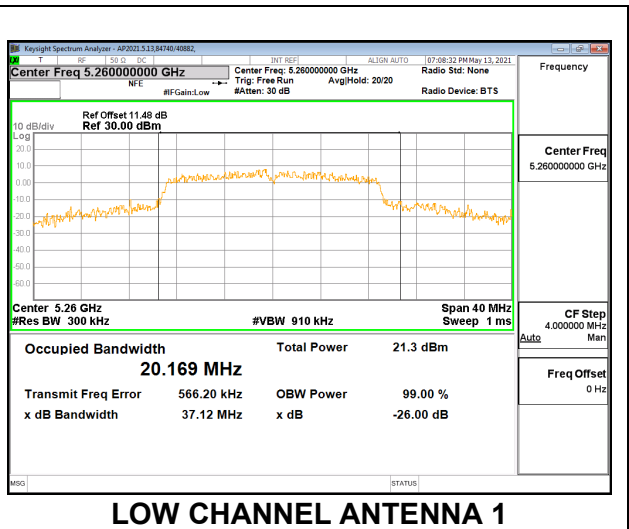 Keysight Spectrum Analyzer - AP2021.5.13,84740/40882,
LXI T RF 50 Ω DC INT REF ALIGN AUTO 07:08:32 PM May 13, 2021
Center Freq 5.260000000 GHz Center Freq: 5.260000000 GHz Radio Std: None Frequency
NFE Trig: Free Run Avg|Hold: 20/20
#IFGain:Low #Atten: 30 dB Radio Device: BTS
Ref Offset 11.48 dB
10 dB/div Ref 30.00 dBm
Log
20.0
10.0
0.00
-10.0
-20.0
-30.0
-40.0
-50.0
-60.0
Center Freq
5.260000000 GHz
Center 5.26 GHz Span 40 MHz
#Res BW 300 kHz #VBW 910 kHz Sweep 1 ms
CF Step
4.000000 MHz
Auto Man
Occupied Bandwidth Total Power 21.3 dBm
20.169 MHz
Transmit Freq Error 566.20 kHz OBW Power 99.00 %
x dB Bandwidth 37.12 MHz x dB -26.00 dB
Freq Offset
0 Hz
MSG STATUS
LOW CHANNEL ANTENNA 1